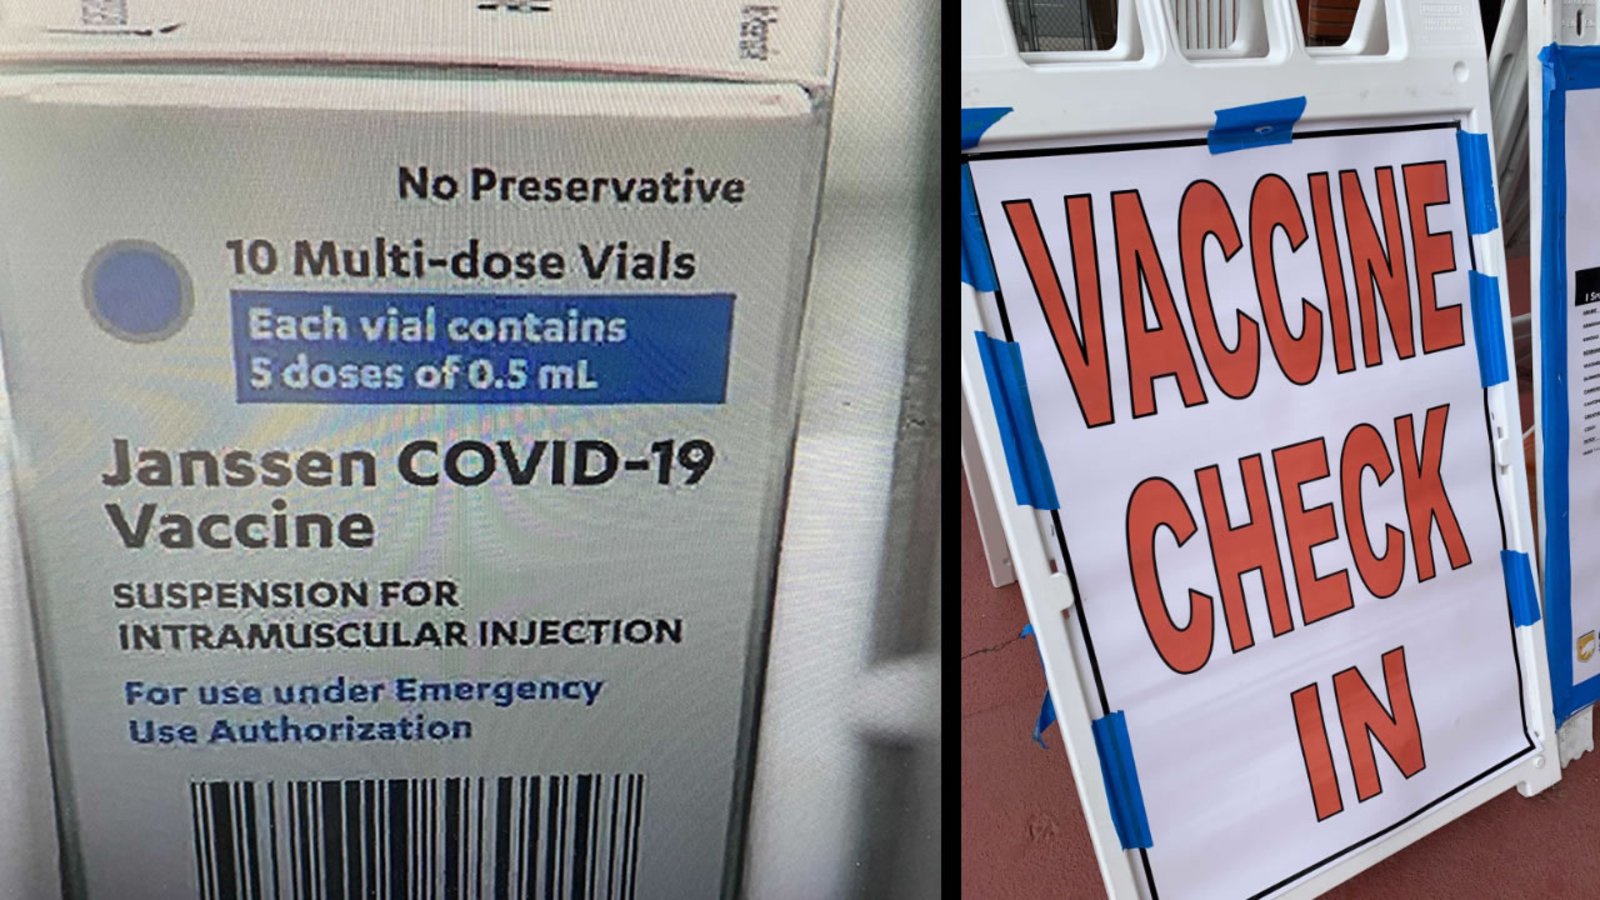 No Preservative
10 Multi-dose Vials
Each vial contains
5 doses of 0.5 mL
Janssen COVID-19
Vaccine
SUSPENSION FOR
INTRAMUSCULAR INJECTION
For use under Emergency
Use Authorization
VACCINE
CHECK
IN